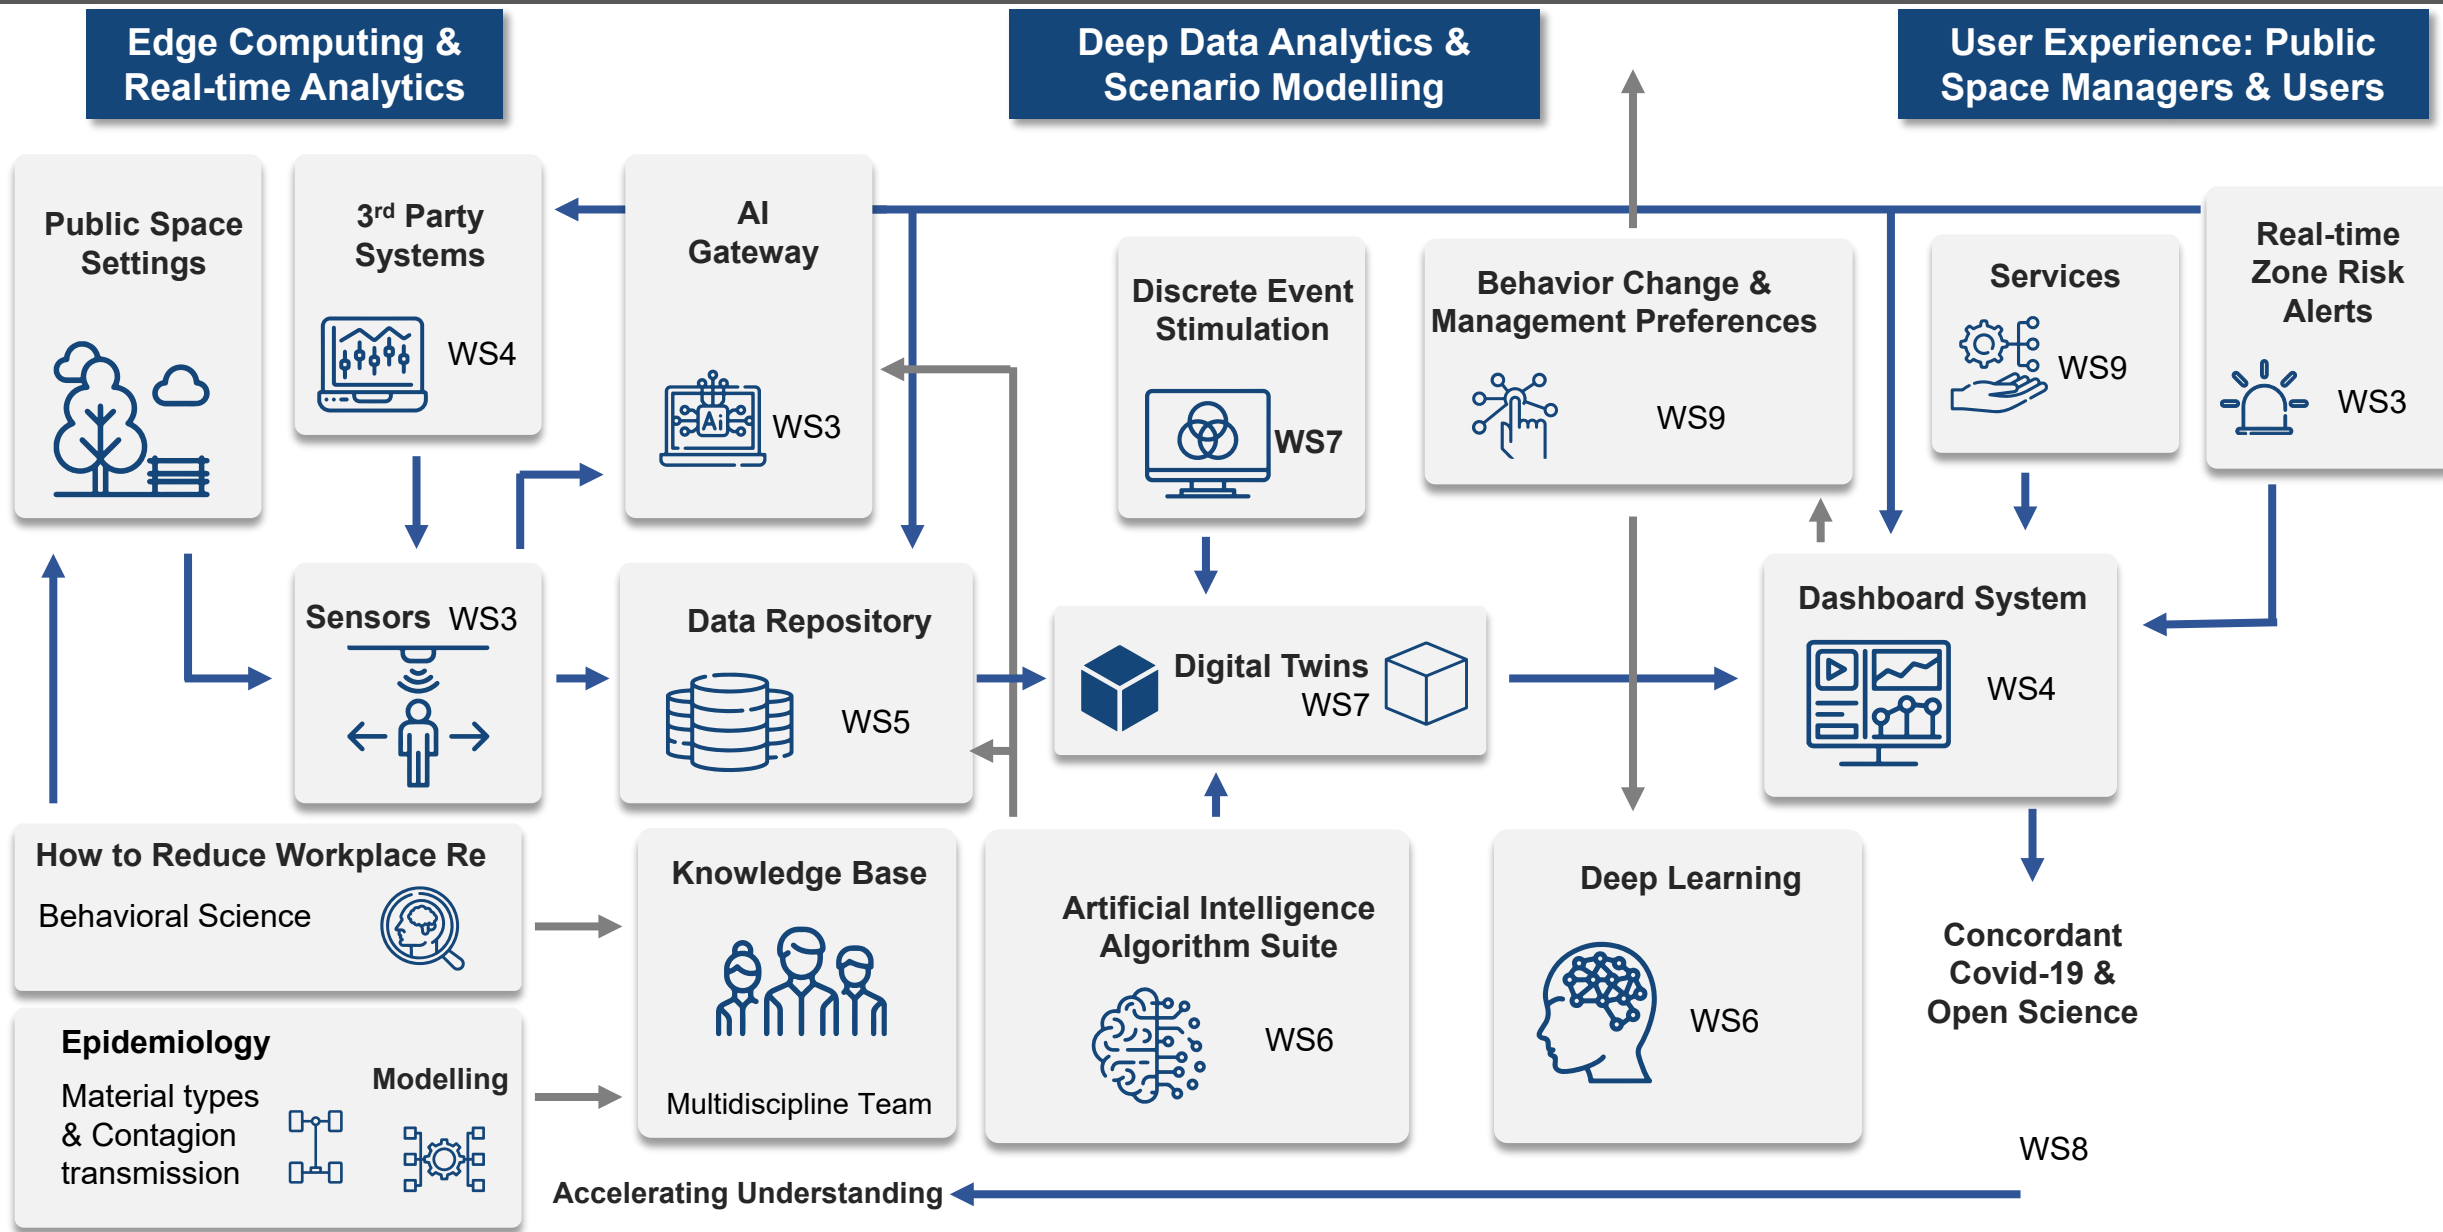 Edge Computing &
Real-time Analytics
Deep Data Analytics &
Scenario Modelling
User Experience: Public
Space Managers & Users
Public Space
Settings
3rd Party
Systems
WS4
AI
Gateway
Ai
WS3
Discrete Event
Stimulation
WS7
Behavior Change &
Management Preferences
WS9
Services
WS9
Real-time
Zone Risk
Alerts
WS3
Sensors WS3
Data Repository
WS5
Digital Twins
WS7
Dashboard System
WS4
How to Reduce Workplace Re
Behavioral Science
Epidemiology
Modelling
Material types
& Contagion
transmission
Knowledge Base
Multidiscipline Team
Artificial Intelligence
Algorithm Suite
WS6
Deep Learning
WS6
Concordant
Covid-19 &
Open Science
WS8
Accelerating Understanding